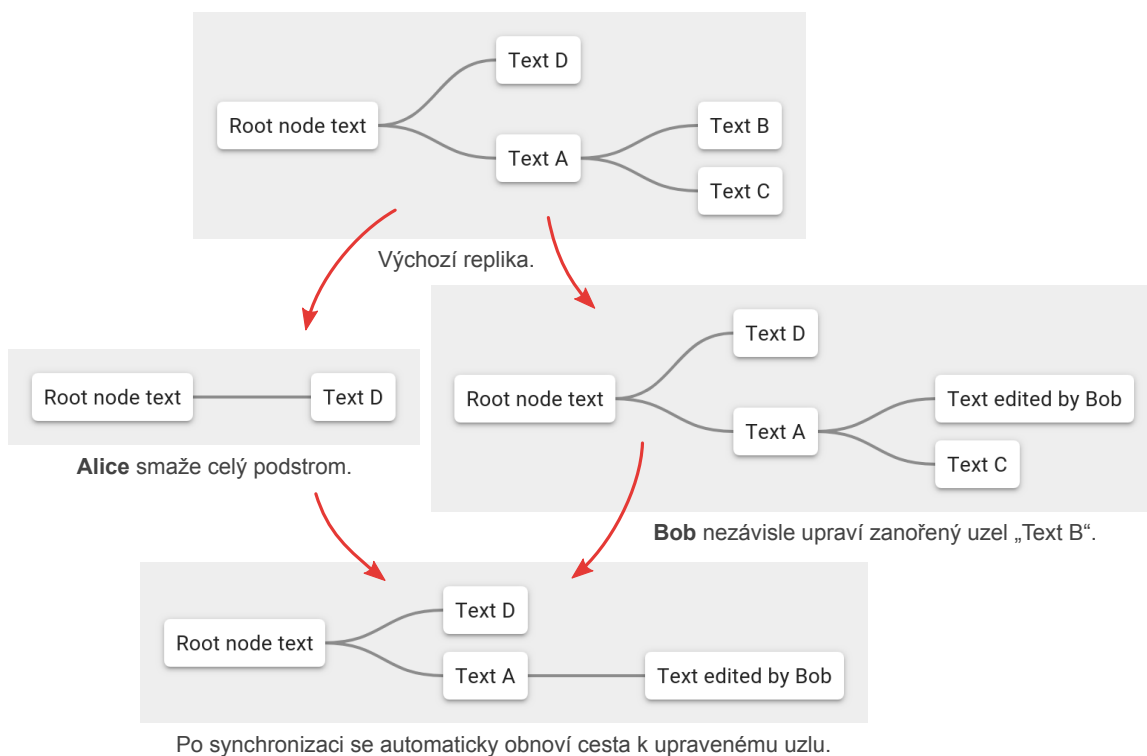 Text D
Root node text
Text B
Text A
Text C
Výchozí replika.
Root node text
Text D
Alice smaže celý podstrom.
Text D
Root node text
Text edited by Bob
Text A
Text C
Bob nezávisle upraví zanořený uzel „Text B“.
Text D
Root node text
Text A
Text edited by Bob
Po synchronizaci se automaticky obnoví cesta k upravenému uzlu.